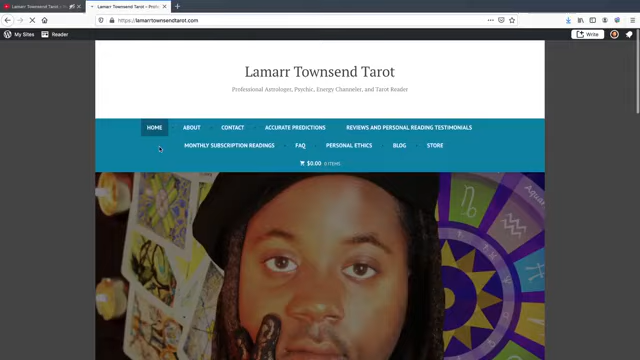 Lamarr Townsend Tarot
Lamarr Townsend Tarot – Prof
https://lamarrtownsendtarot.com
My Sites
Reader
Write
Lamarr Townsend Tarot
Professional Astrologer, Psychic, Energy Channeler, and Tarot Reader
HOME
ABOUT
CONTACT
ACCURATE PREDICTIONS
REVIEWS AND PERSONAL READING TESTIMONIALS
MONTHLY SUBSCRIPTION READINGS
FAQ
PERSONAL ETHICS
BLOG
STORE
$0.00 0 ITEMS